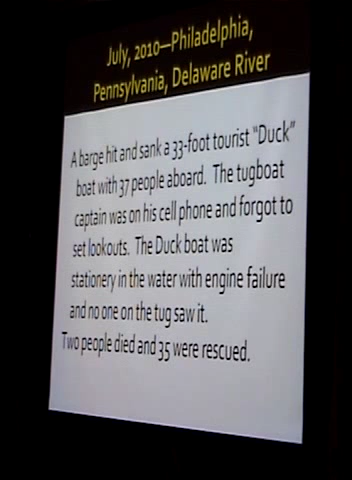 July, 2010—Philadelphia,
Pennsylvania, Delaware River
A barge hit and sank a 33-foot tourist "Duck"
boat with 37 people aboard. The tugboat
captain was on his cell phone and forgot to
set lookouts. The Duck boat was
stationary in the water with engine failure
and no one on the tug saw it.
Two people died and 35 were rescued.